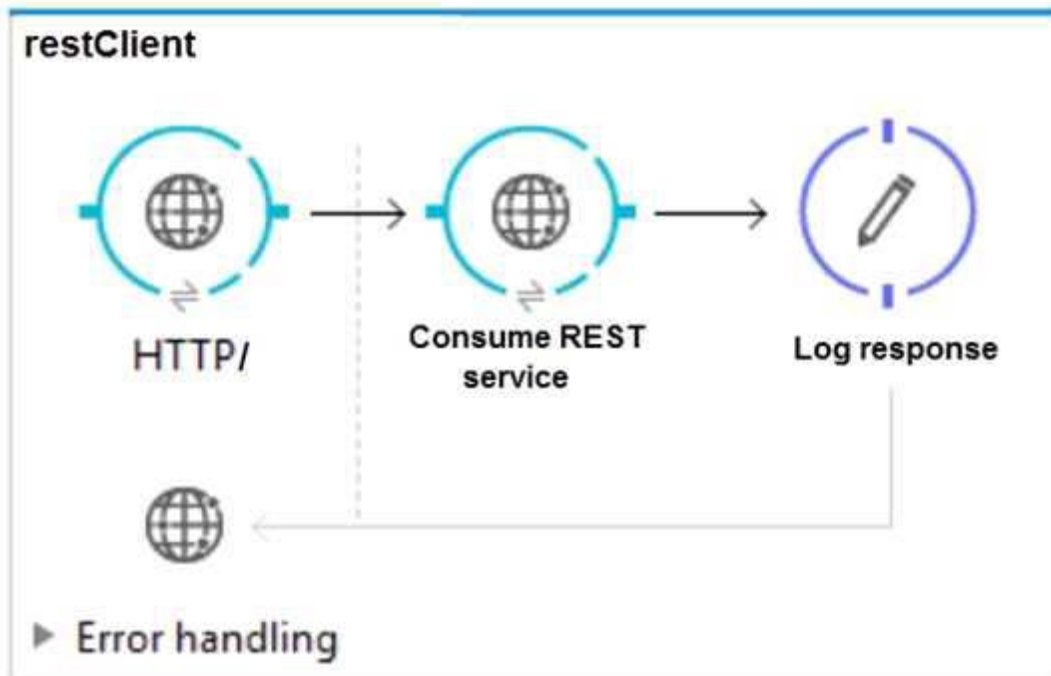 restClient
HTTP/
Consume REST
service
Log response
Error handling